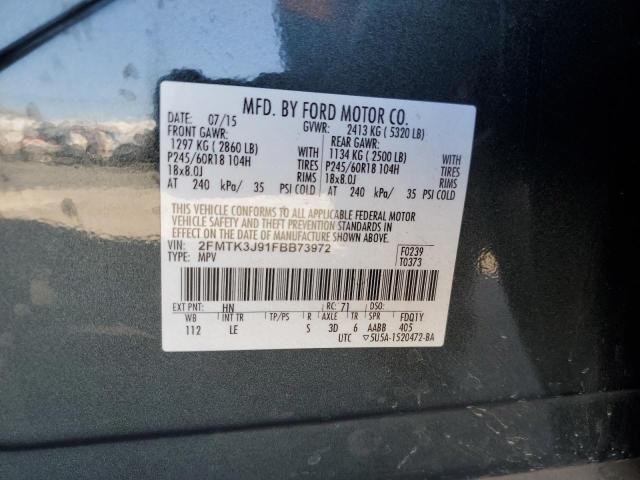 MFD. BY FORD MOTOR CO.
DATE: 07/15 GVWR: 2413 KG ( 5320 LB)
FRONT GAWR: REAR GAWR:
1297 KG ( 2860 LB) WITH 1134 KG ( 2500 LB) WITH
P245/60R18 104H TIRES P245/60R18 104H TIRES
18x8.0J RIMS 18x8.0J RIMS
AT 240 kPa/ 35 PSI COLD AT 240 kPa/ 35 PSI COLD
THIS VEHICLE CONFORMS TO ALL APPLICABLE FEDERAL MOTOR
VEHICLE SAFETY AND THEFT PREVENTION STANDARDS IN EFFECT
ON THE DATE OF MANUFACTURE SHOWN ABOVE.
VIN: 2FMTK3J91FBB73972 F0239
TYPE: MPV T0373
EXT PNT: HN RC: 71 DSO:
WB INT TR TP/PS R AXLE TR SPR FDQ1Y
112 LE S 3D 6 AABB 405
UTC ▽5U5A-1520472-BA